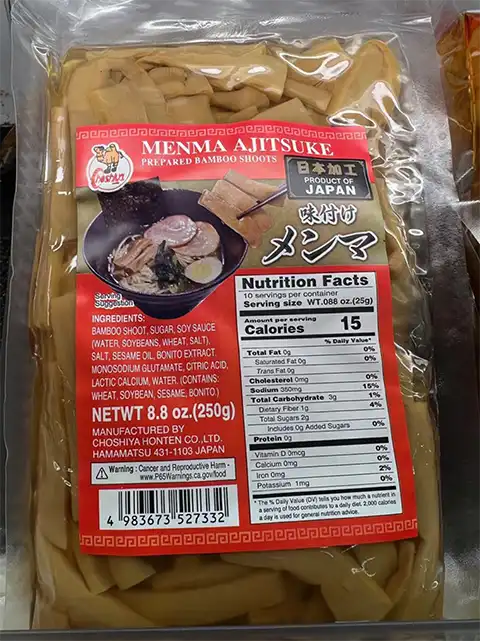 MENMA AJITSUKE
PREPARED BAMBOO SHOOTS
Choshiya
日本加工
PRODUCT OF
JAPAN
味付け
メンマ
Serving
Suggestion
INGREDIENTS:
BAMBOO SHOOT, SUGAR, SOY SAUCE
(WATER, SOYBEANS, WHEAT, SALT),
SALT, SESAME OIL, BONITO EXTRACT
MONOSODIUM GLUTAMATE, CITRIC ACID,
LACTIC CALCIUM, WATER. (CONTAINS:
WHEAT, SOYBEAN, SESAME, BONITO.)
NETWT 8.8 oz.(250g)
MANUFACTURED BY
CHOSHIYA HONTEN CO.,LTD.
HAMAMATSU 431-1103 JAPAN
Warning : Cancer and Reproductive Harm -
www.P65Warnings.ca.gov/food
4 983673 527332
Nutrition Facts
10 servings per container
Serving size WT.088 oz.(25g)
Amount per serving
Calories 15
% Daily Value*
Total Fat 0g 0%
Saturated Fat 0g 0%
Trans Fat 0g
Cholesterol 0mg 0%
Sodium 350mg 15%
Total Carbohydrate 3g 1%
Dietary Fiber 1g 4%
Total Sugars 2g
Includes 0g Added Sugars 0%
Protein 0g
Vitamin D 0mcg 0%
Calcium 0mg 0%
Iron 0mg 2%
Potassium 1mg 0%
* The % Daily Value (DV) tells you how much a nutrient in
a serving of food contributes to a daily diet. 2,000 calories
a day is used for general nutrition advice.